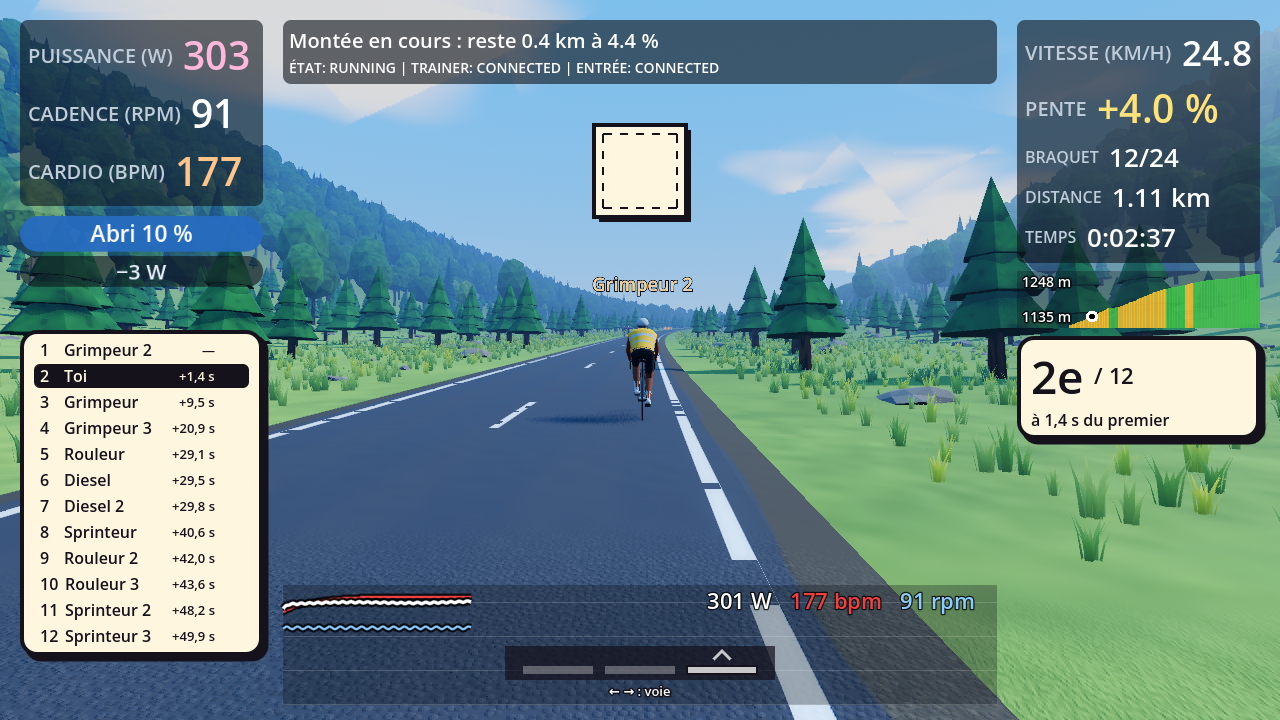 PUISSANCE (W) 303
CADENCE (RPM) 91
CARDIO (BPM) 177
Abri 10 %
−3 W
Montée en cours : reste 0.4 km à 4.4 %
ÉTAT: RUNNING | TRAINER: CONNECTED | ENTRÉE: CONNECTED
VITESSE (KM/H) 24.8
PENTE +4.0 %
BRAQUET 12/24
DISTANCE 1.11 km
TEMPS 0:02:37
1248 m
1135 m
Grimpeur 2
1 Grimpeur 2 —
2 Toi +1,4 s
3 Grimpeur +9,5 s
4 Grimpeur 3 +20,9 s
5 Rouleur +29,1 s
6 Diesel +29,5 s
7 Diesel 2 +29,8 s
8 Sprinteur +40,6 s
9 Rouleur 2 +42,0 s
10 Rouleur 3 +43,6 s
11 Sprinteur 2 +48,2 s
12 Sprinteur 3 +49,9 s
2e / 12
à 1,4 s du premier
301 W 177 bpm 91 rpm
← → : voie